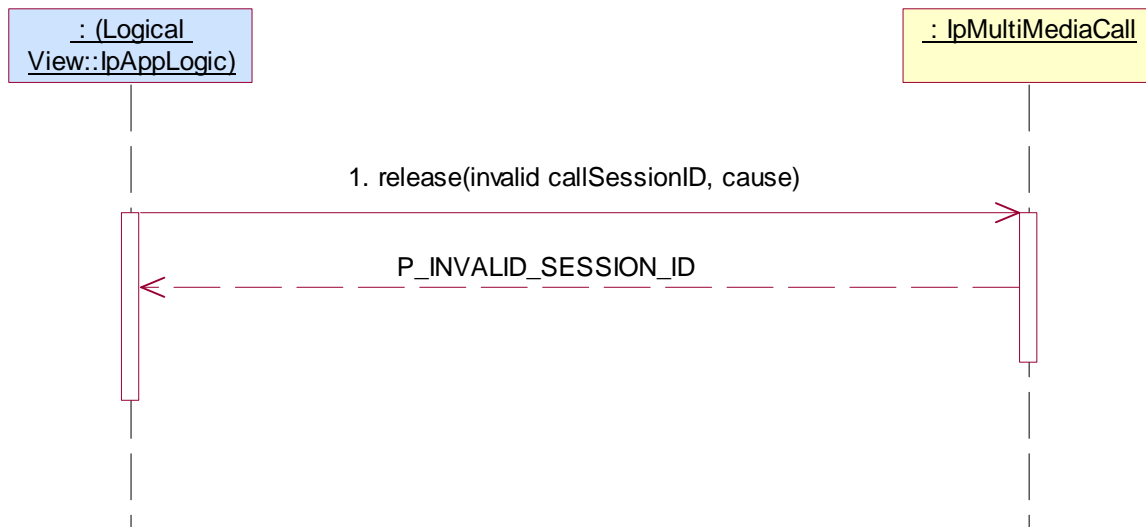 : (Logical
View::IpAppLogic)
: IpMultiMediaCall
1. release(invalid callSessionID, cause)
P_INVALID_SESSION_ID